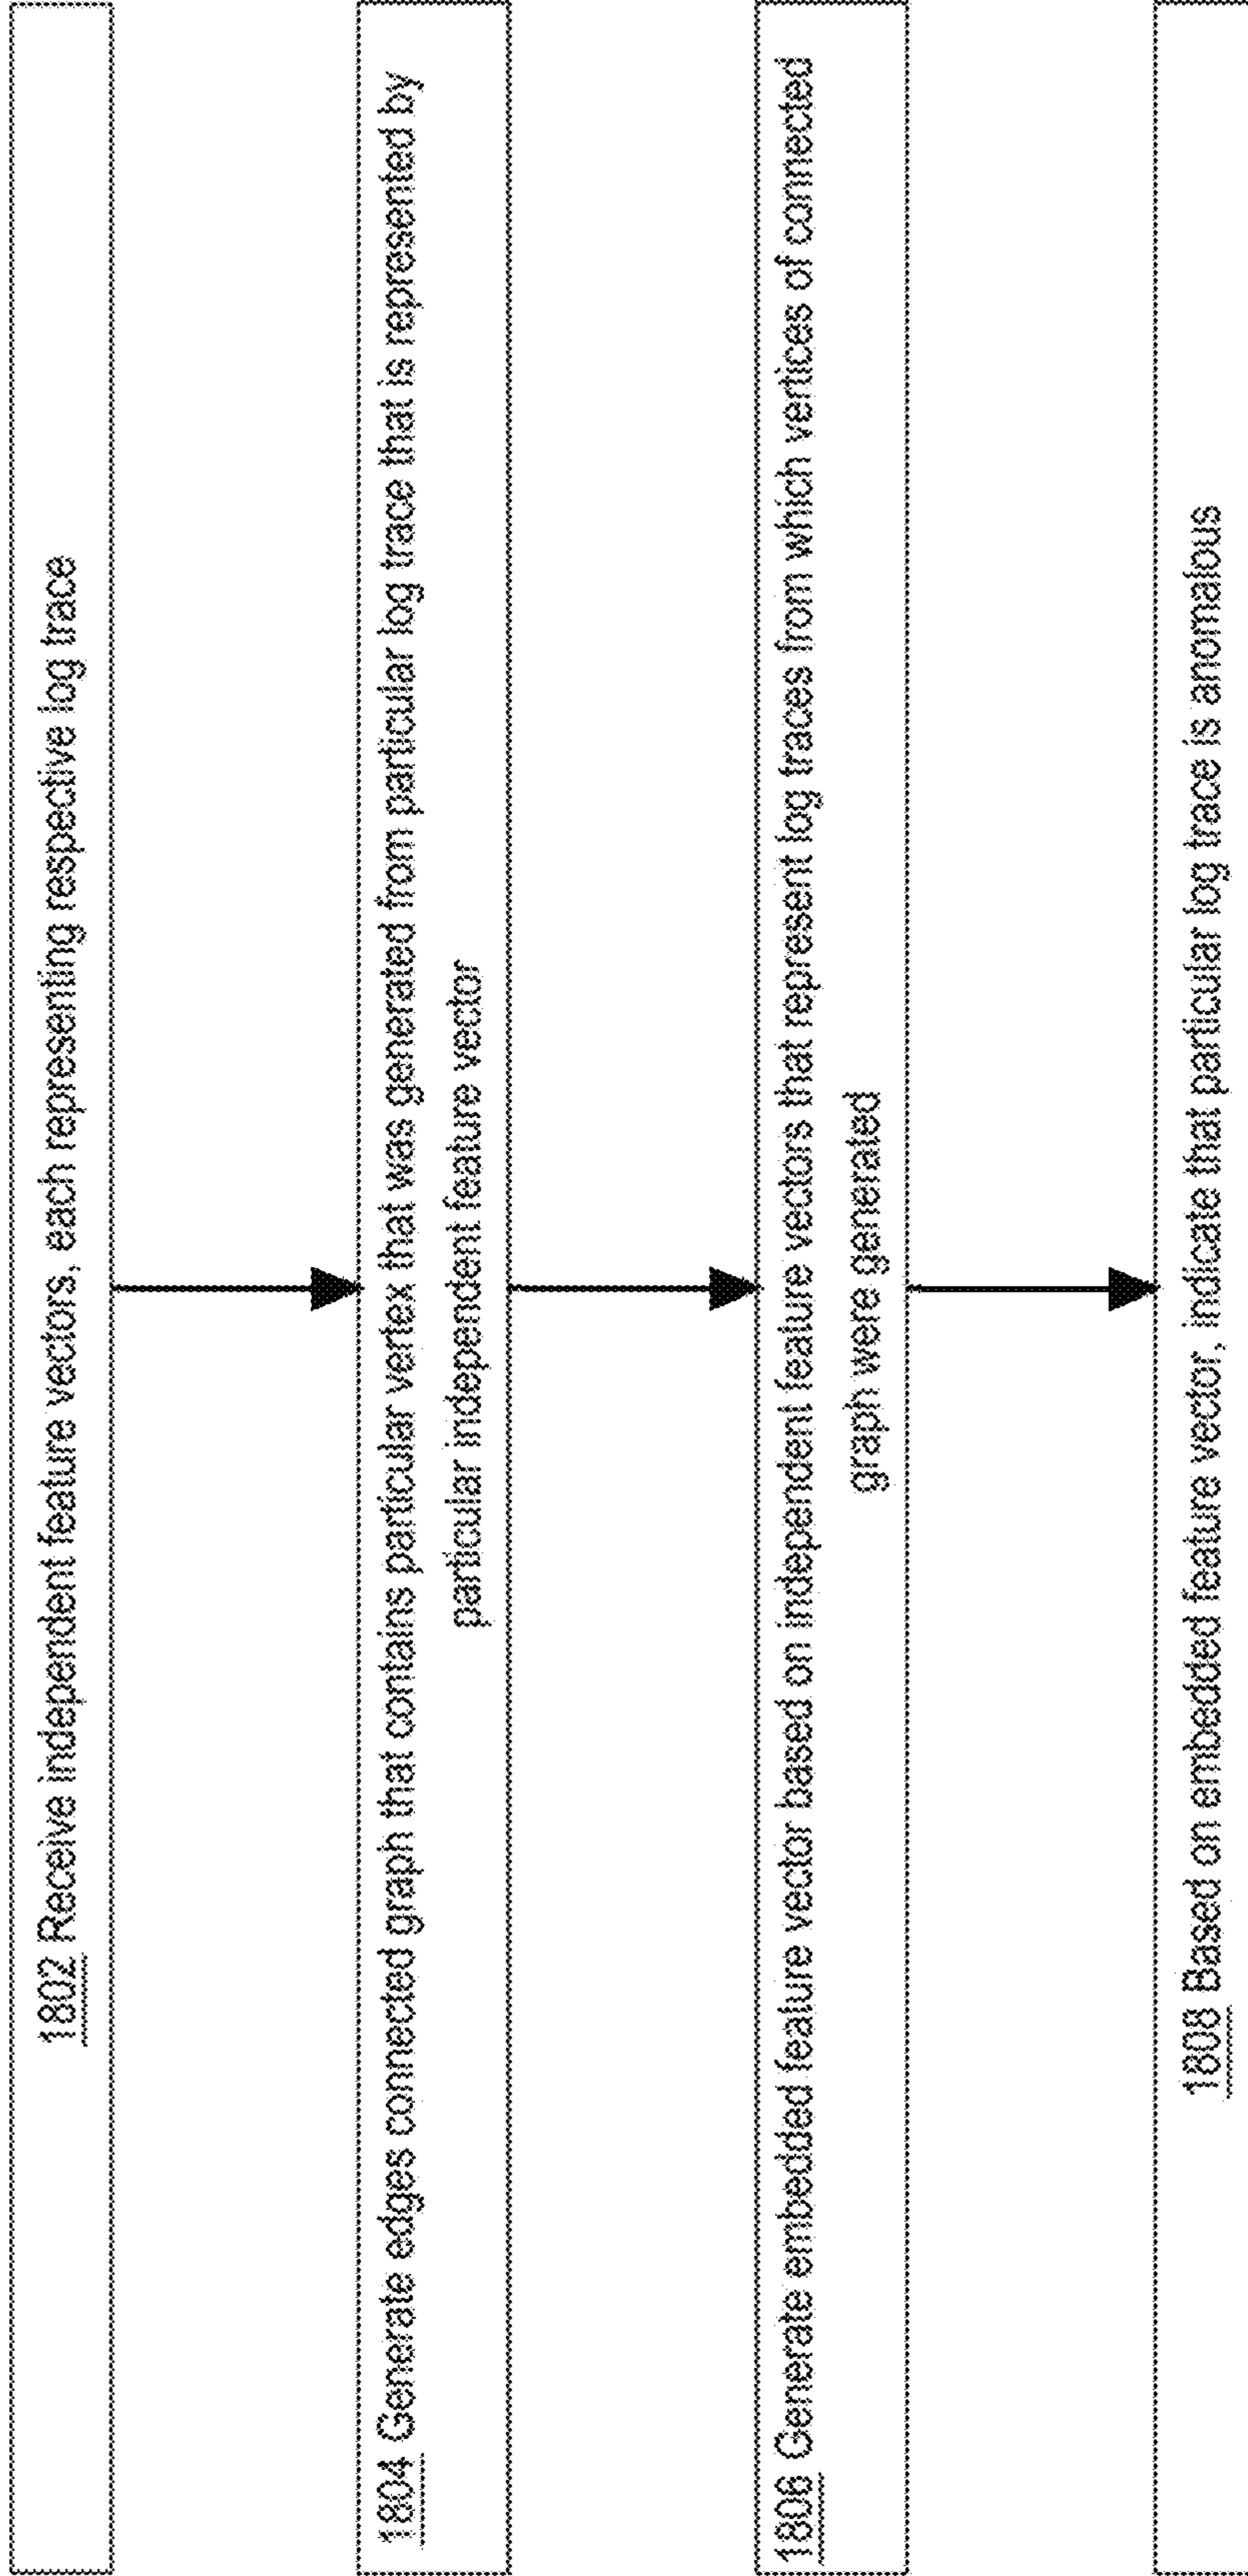 1802 Receive independent feature vectors, each representing respective log trace
1804 Generate edges connected graph that contains particular vertex that was generated from particular log trace that is represented by
particular independent feature vector
1806 Generate embedded feature vector based on independent feature vectors that represent log traces from which vertices of connected
graph were generated
1808 Based on embedded feature vector, indicate that particular log trace is anomalous